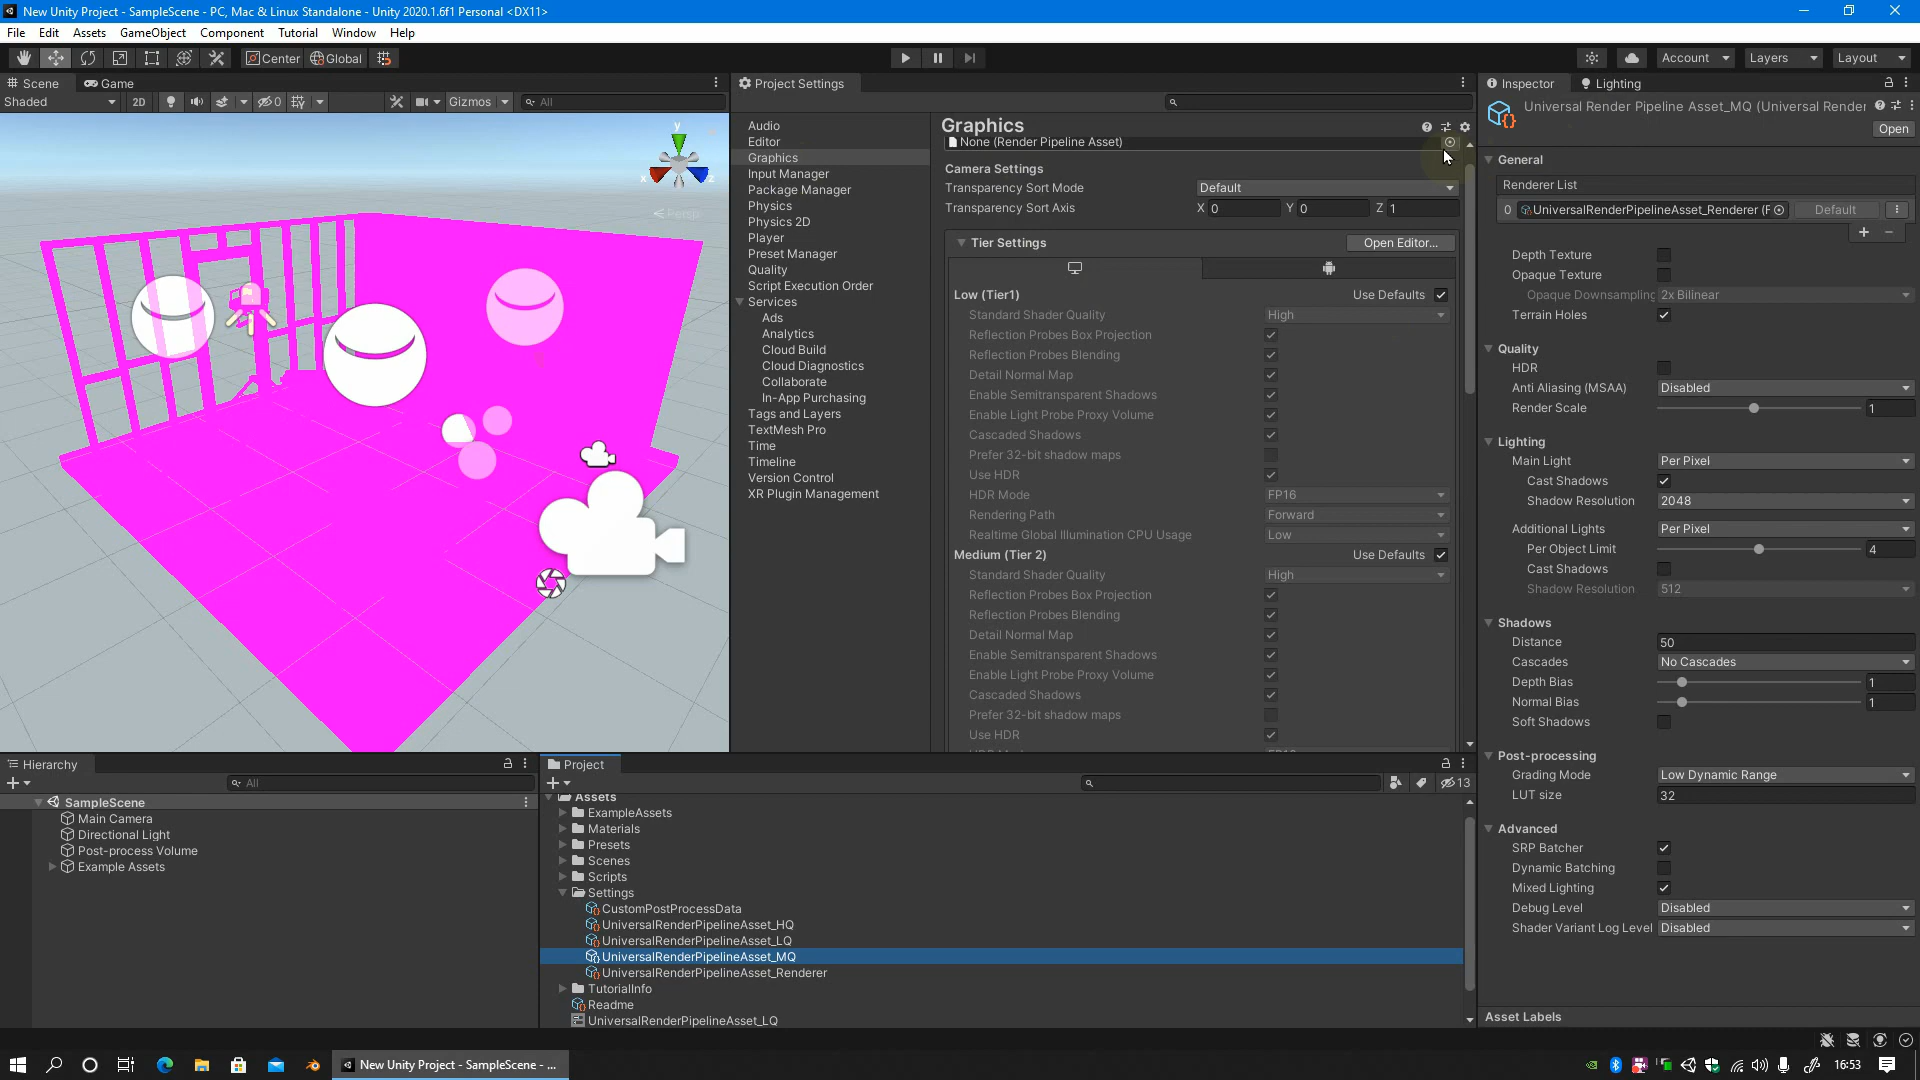 New Unity Project - SampleScene - PC, Mac & Linux Standalone - Unity 2020.1.6f1 Personal <DX11>
File Edit Assets GameObject Component Tutorial Window Help
Center Global Account Layers Layout
Scene Game
Shaded 2D 0 Gizmos All
y
x
z
Persp
Project Settings
Audio
Editor
Graphics
Input Manager
Package Manager
Physics
Physics 2D
Player
Preset Manager
Quality
Script Execution Order
Services
Ads
Analytics
Cloud Build
Cloud Diagnostics
Collaborate
In-App Purchasing
Tags and Layers
TextMesh Pro
Time
Timeline
Version Control
XR Plugin Management
Graphics
None (Render Pipeline Asset)
Camera Settings
Transparency Sort Mode Default
Transparency Sort Axis X 0 Y 0 Z 1
Tier Settings Open Editor...
Low (Tier1) Use Defaults
Standard Shader Quality High
Reflection Probes Box Projection
Reflection Probes Blending
Detail Normal Map
Enable Semitransparent Shadows
Enable Light Probe Proxy Volume
Cascaded Shadows
Prefer 32-bit shadow maps
Use HDR
HDR Mode FP16
Rendering Path Forward
Realtime Global Illumination CPU Usage Low
Medium (Tier 2) Use Defaults
Standard Shader Quality High
Reflection Probes Box Projection
Reflection Probes Blending
Detail Normal Map
Enable Semitransparent Shadows
Enable Light Probe Proxy Volume
Cascaded Shadows
Prefer 32-bit shadow maps
Use HDR
Inspector Lighting
Universal Render Pipeline Asset_MQ (Universal Render
Open
General
Renderer List
0 UniversalRenderPipelineAsset_Renderer (F Default
Depth Texture
Opaque Texture
Opaque Downsampling 2x Bilinear
Terrain Holes
Quality
HDR
Anti Aliasing (MSAA) Disabled
Render Scale 1
Lighting
Main Light Per Pixel
Cast Shadows
Shadow Resolution 2048
Additional Lights Per Pixel
Per Object Limit 4
Cast Shadows
Shadow Resolution 512
Shadows
Distance 50
Cascades No Cascades
Depth Bias 1
Normal Bias 1
Soft Shadows
Post-processing
Grading Mode Low Dynamic Range
LUT size 32
Advanced
SRP Batcher
Dynamic Batching
Mixed Lighting
Debug Level Disabled
Shader Variant Log Level Disabled
Asset Labels
Hierarchy
All
SampleScene
Main Camera
Directional Light
Post-process Volume
Example Assets
Project
13
Assets
ExampleAssets
Materials
Presets
Scenes
Scripts
Settings
CustomPostProcessData
UniversalRenderPipelineAsset_HQ
UniversalRenderPipelineAsset_LQ
UniversalRenderPipelineAsset_MQ
UniversalRenderPipelineAsset_Renderer
TutorialInfo
Readme
UniversalRenderPipelineAsset_LQ
New Unity Project - SampleScene - ... 16:53